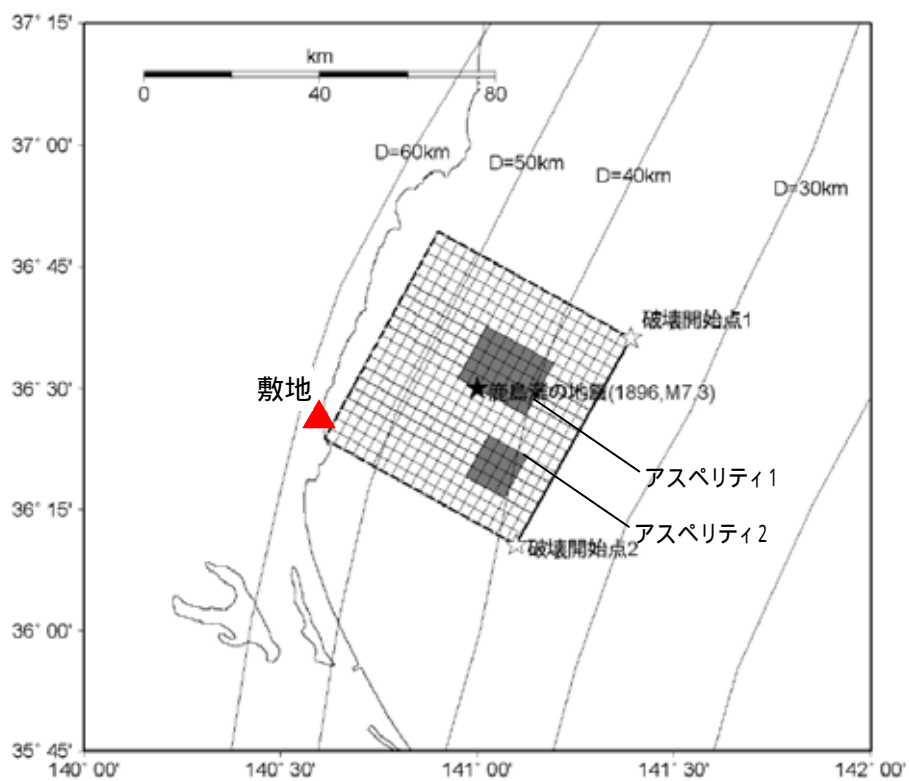 37° 15'
km
0 40 80
37° 00'
D=60km
D=50km
D=40km
D=30km
36° 45'
破壊開始点1
敷地
36° 30'
鹿島灘の地震(1896,M7.3)
アスペリティ1
36° 15'
アスペリティ2
破壊開始点2
36° 00'
35° 45'
140° 00' 140° 30' 141° 00' 141° 30' 142° 00'